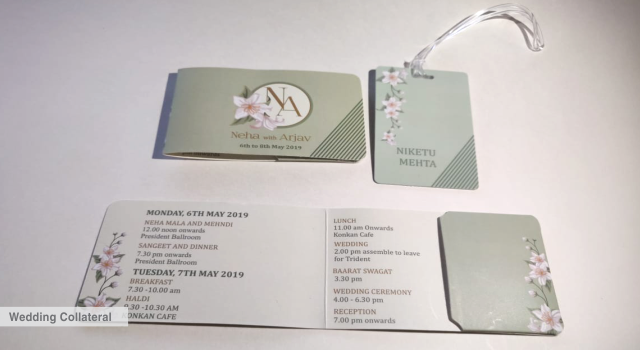 NA
Neha with Arjav
6th to 8th May 2019
NIKETU
MEHTA
MONDAY, 6TH MAY 2019
NEHA MALA AND MEHNDI
12.00 noon onwards
President Ballroom
SANGEET AND DINNER
7.30 pm onwards
President Ballroom
TUESDAY, 7TH MAY 2019
BREAKFAST
7.30 -10.00 am
HALDI
9.30 -10.30 AM
KONKAN CAFE
LUNCH
11.00 am Onwards
Konkan Cafe
WEDDING
2.00 pm assemble to leave
for Trident
BAARAT SWAGAT
3.30 pm
WEDDING CEREMONY
4.00 - 6.30 pm
RECEPTION
7.00 pm onwards
Wedding Collateral